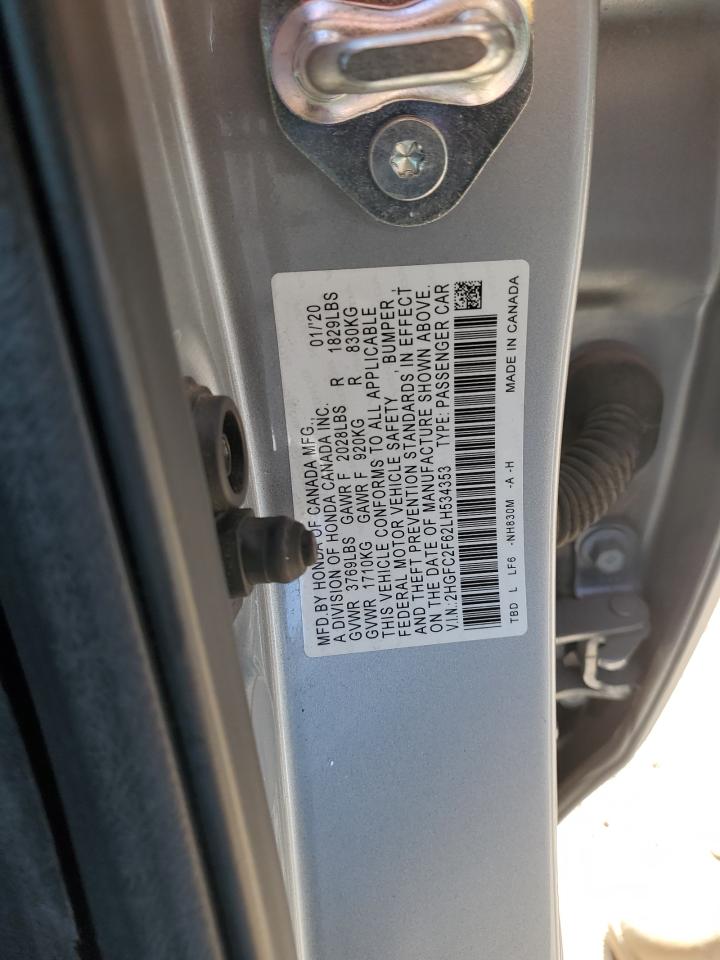 MFD. BY HONDA OF CANADA MFG., 01/'20
A DIVISION OF HONDA CANADA INC.
GVWR 3769LBS GAWR F 2028LBS R 1829LBS
GVWR 1710KG GAWR F 920KG R 830KG
THIS VEHICLE CONFORMS TO ALL APPLICABLE
FEDERAL MOTOR VEHICLE SAFETY , BUMPER ,
AND THEFT PREVENTION STANDARDS IN EFFECT
ON THE DATE OF MANUFACTURE SHOWN ABOVE.
V.I.N.:2HGFC2F62LH534353 TYPE: PASSENGER CAR
TBD L LF6 -NH830M -A -H MADE IN CANADA